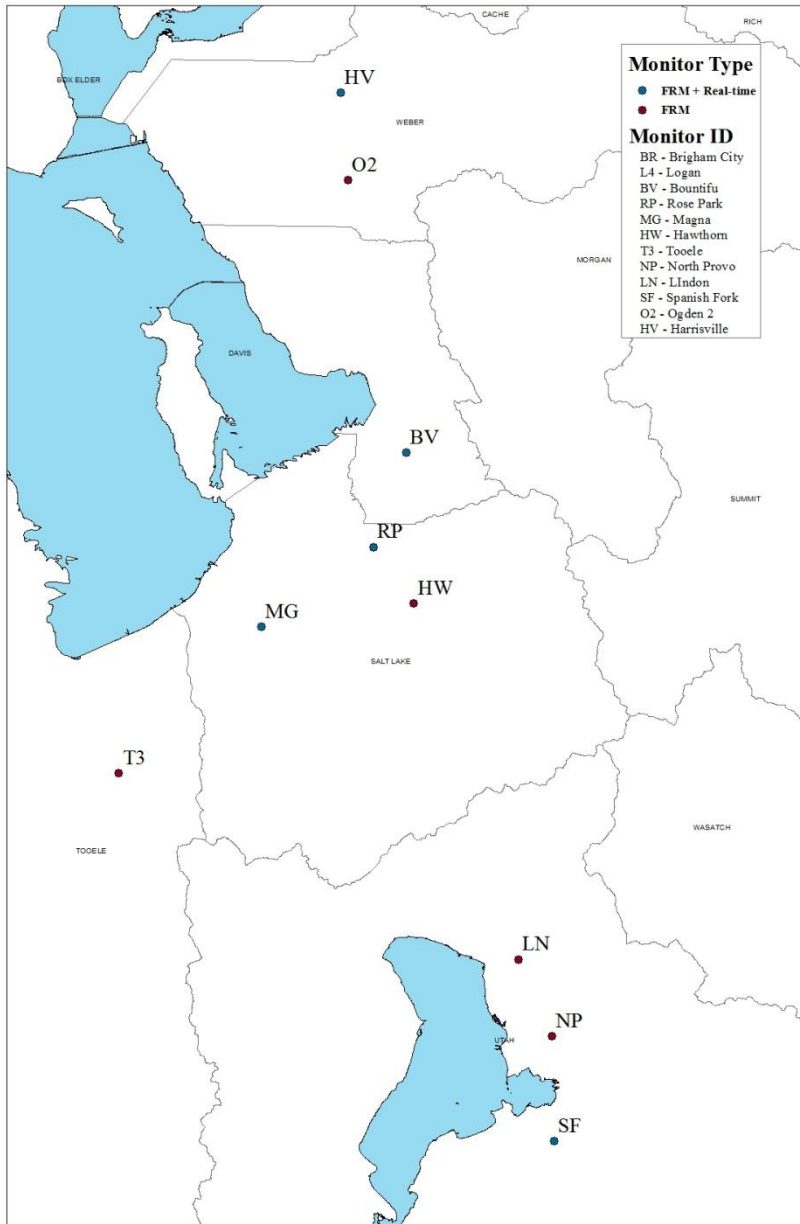 CACHE
RICH
BOX ELDER
HV
WEBER
O2
Monitor Type
FRM + Real-time
FRM
Monitor ID
BR - Brigham City
L4 - Logan
BV - Bountifu
RP - Rose Park
MG - Magna
HW - Hawthorn
T3 - Tooele
NP - North Provo
LN - LIndon
SF - Spanish Fork
O2 - Ogden 2
HV - Harrisville
MORGAN
DAVIS
BV
SUMMIT
RP
HW
MG
SALT LAKE
T3
WASATCH
TOOELE
LN
NP
UTAH
SF